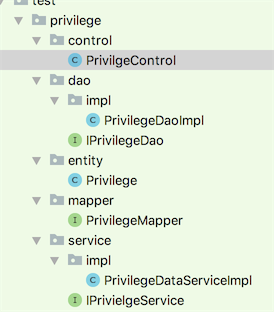 test
privilege
control
C PrivilgeControl
dao
impl
C PrivilegeDaoImpl
I IPrivilegeDao
entity
C Privilege
mapper
I PrivilegeMapper
service
impl
C PrivilegeDataServiceImpl
I IPrivielgeService